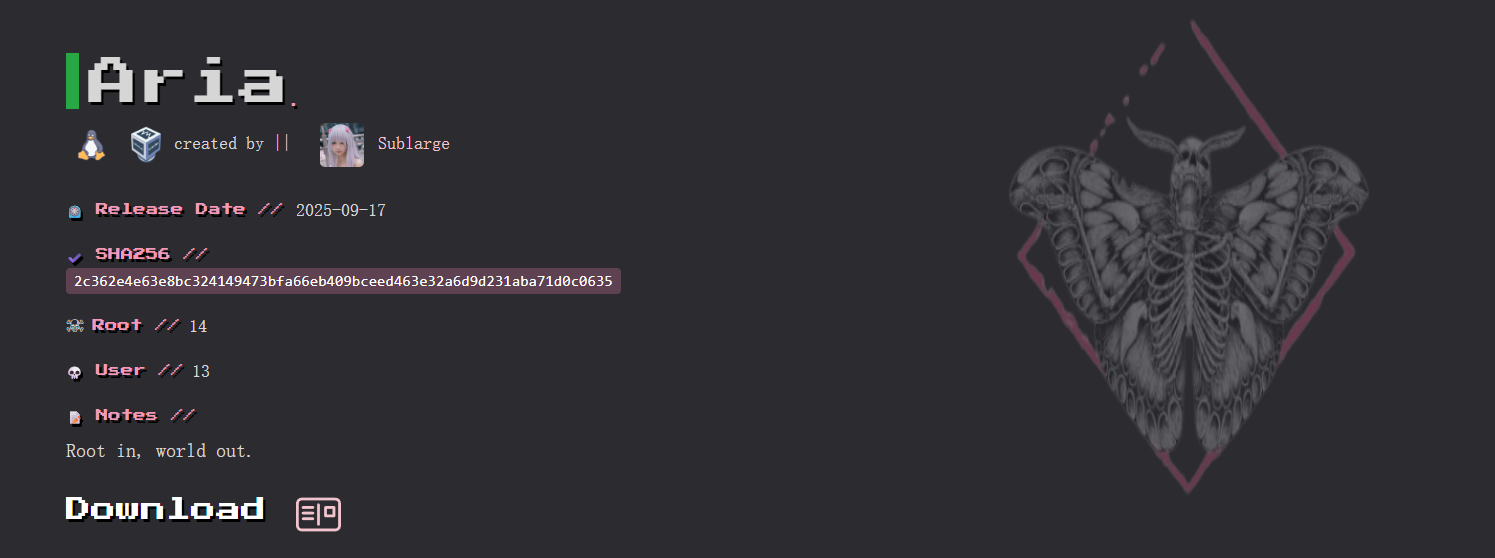 Aria.
created by || Sublarge
Release Date // 2025-09-17
SHA256 //
2c362e4e63e8bc324149473bfa66eb409bceed463e32a6d9d231aba71d0c0635
Root // 14
User // 13
Notes //
Root in, world out.
Download